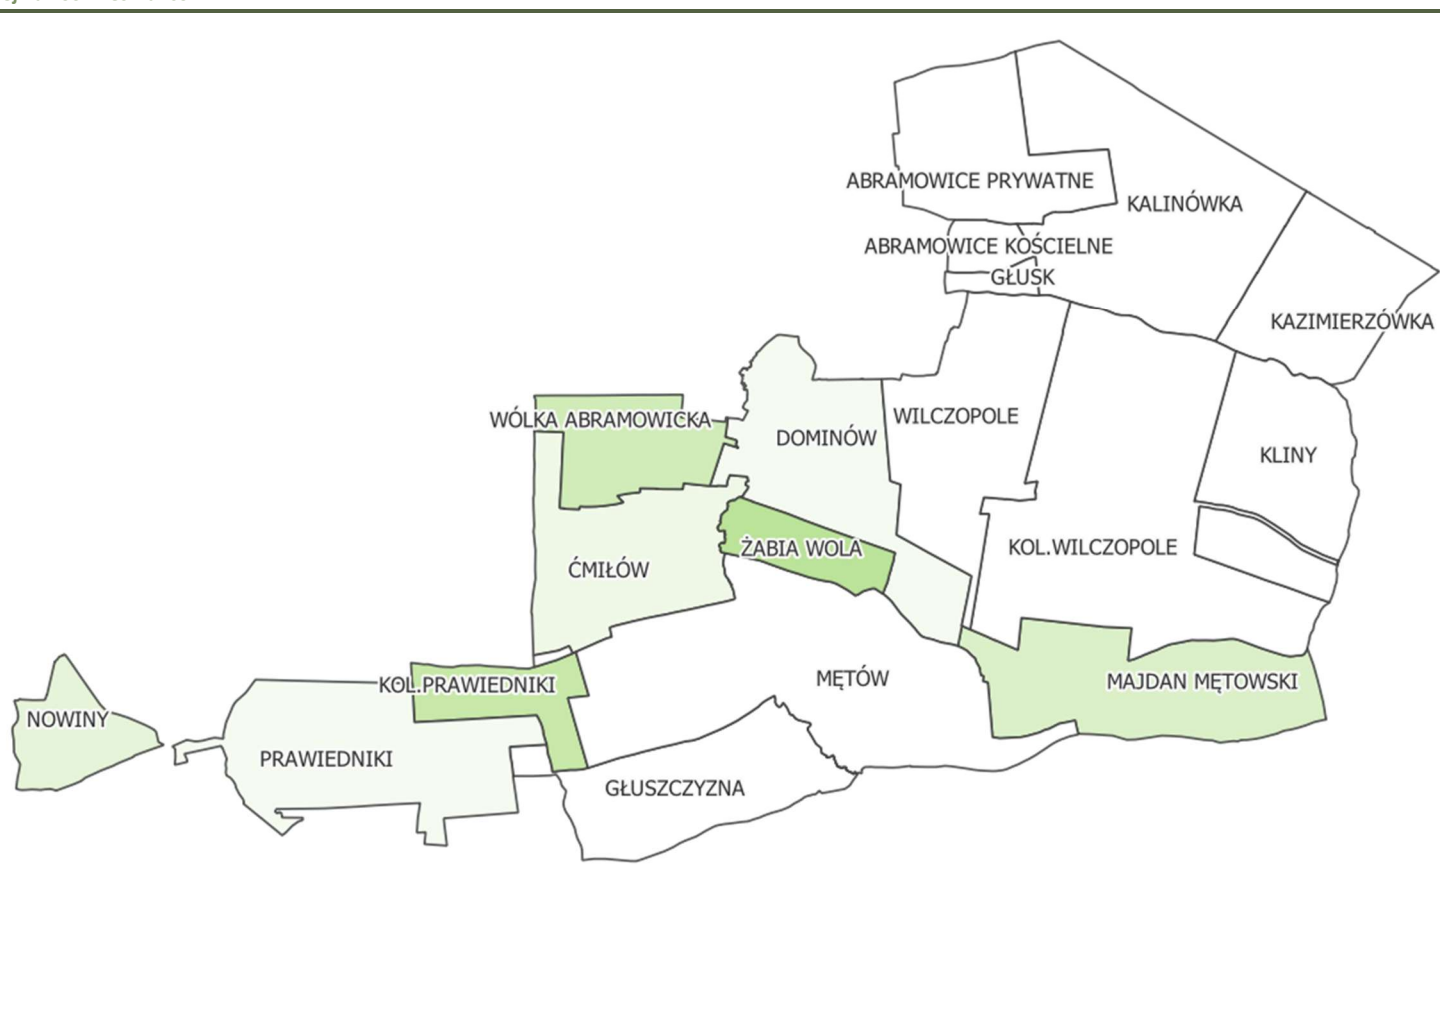 ABRAMOWICE PRYWATNE
KALINÓWKA
ABRAMOWICE KOŚCIELNE
GŁUSK
KAZIMIERZÓWKA
WÓLKA ABRAMOWICKA
WILCZOPOLE
DOMINÓW
KLINY
ŻABIA WOLA
KOL.WILCZOPOLE
ĆMIŁÓW
MĘTÓW
MAJDAN MĘTOWSKI
KOL.PRAWIEDNIKI
NOWINY
PRAWIEDNIKI
GŁUSZCZYZNA